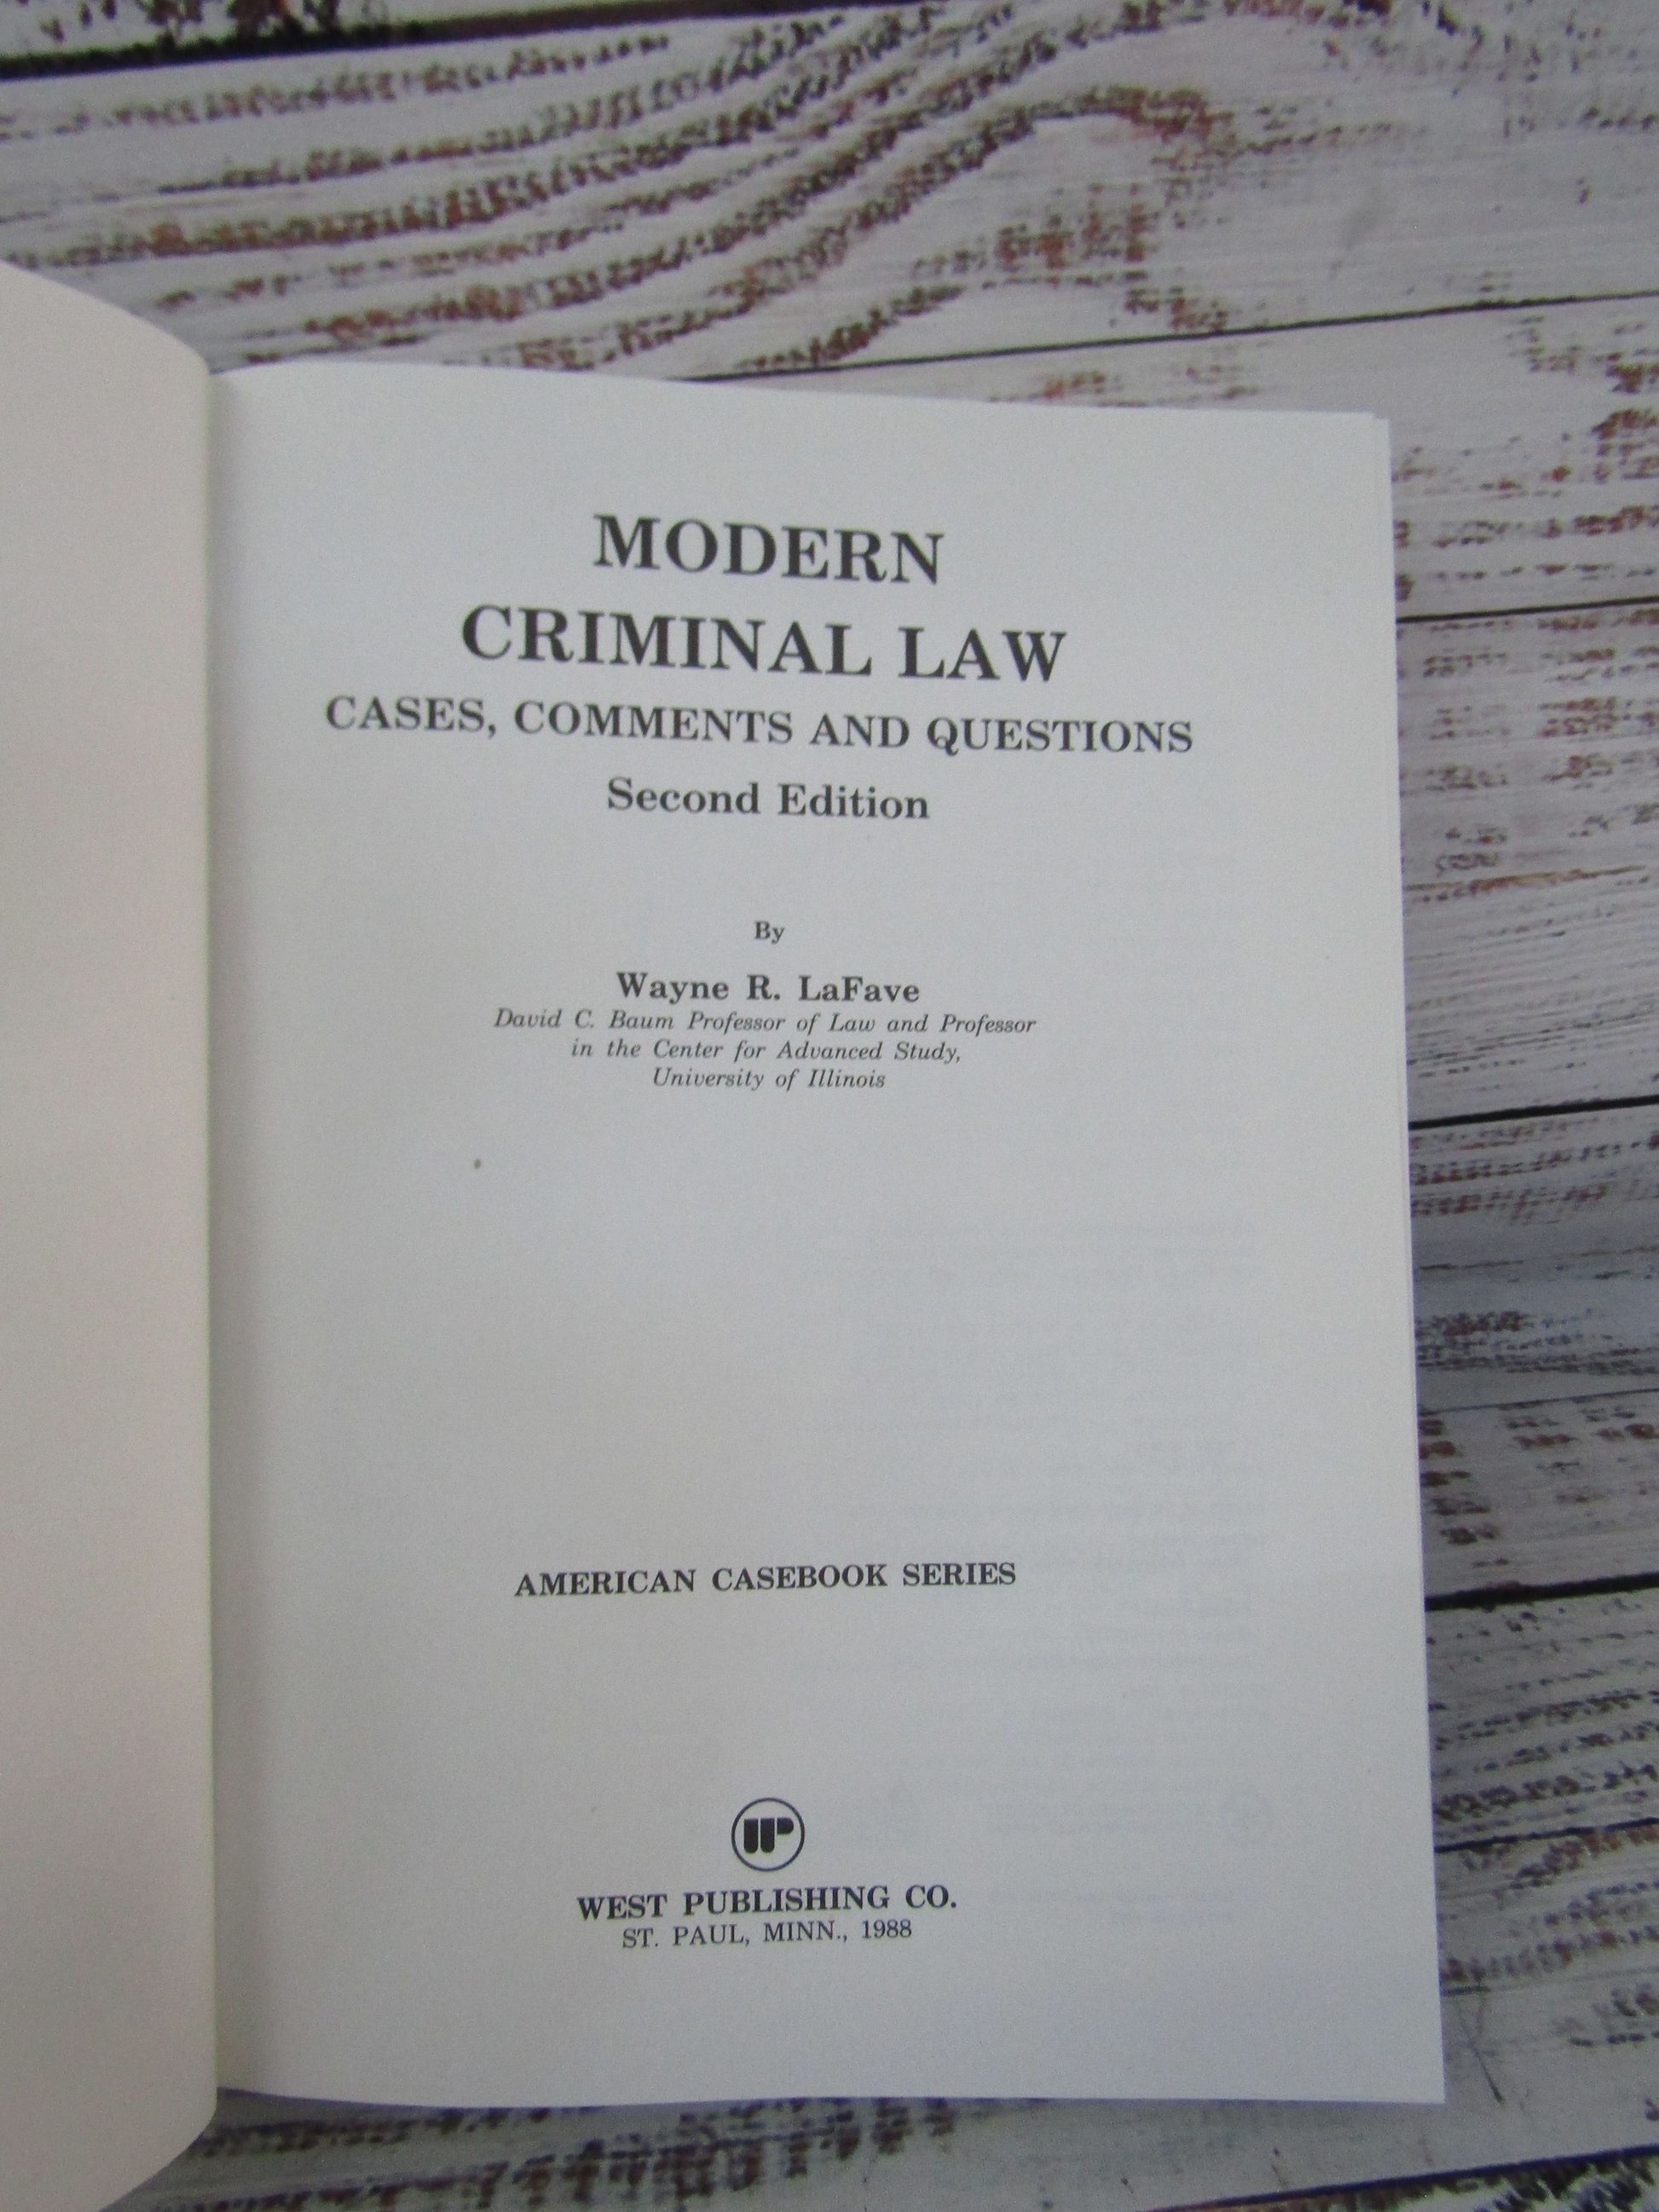 MODERN
CRIMINAL LAW
CASES, COMMENTS AND QUESTIONS
Second Edition
By
Wayne R. LaFave
David C. Baum Professor of Law and Professor
in the Center for Advanced Study,
University of Illinois
AMERICAN CASEBOOK SERIES
WP
WEST PUBLISHING CO.
ST. PAUL, MINN., 1988